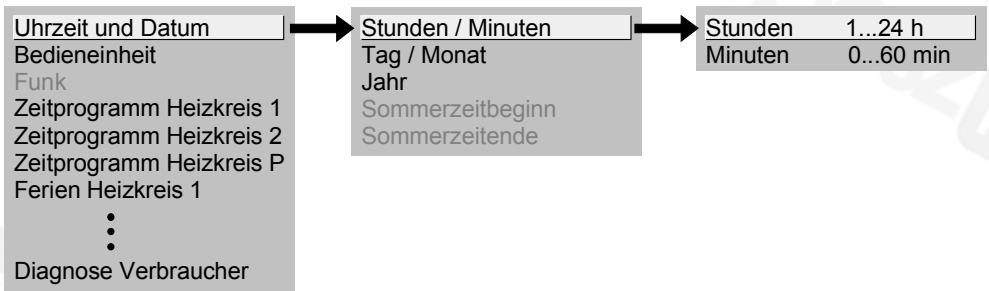 Uhrzeit und Datum
Bedieneinheit
Funk
Zeitprogramm Heizkreis 1
Zeitprogramm Heizkreis 2
Zeitprogramm Heizkreis P
Ferien Heizkreis 1
Diagnose Verbraucher
Stunden / Minuten
Tag / Monat
Jahr
Sommerzeitbeginn
Sommerzeitende
Stunden 1...24 h
Minuten 0...60 min